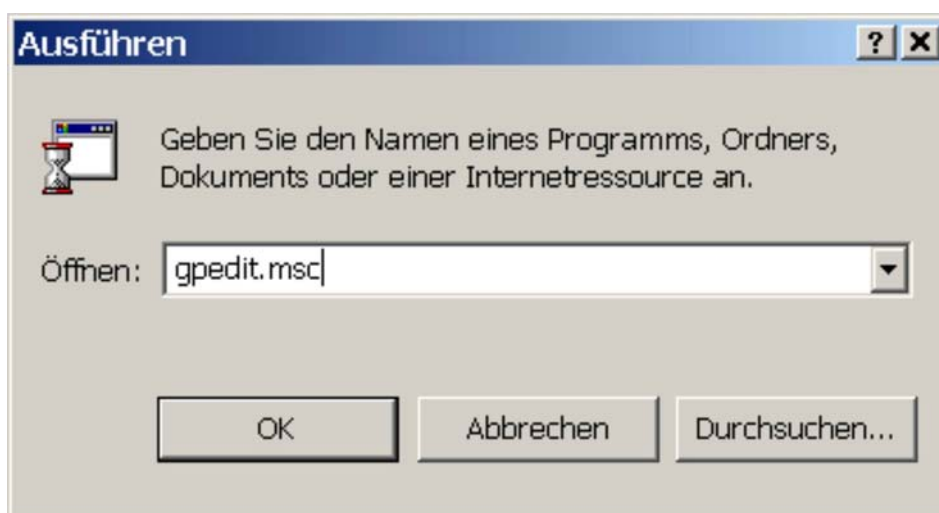 Ausführen
Geben Sie den Namen eines Programms, Ordners,
Dokuments oder einer Internetressource an.
Öffnen: gpedit.msc
OK Abbrechen Durchsuchen...